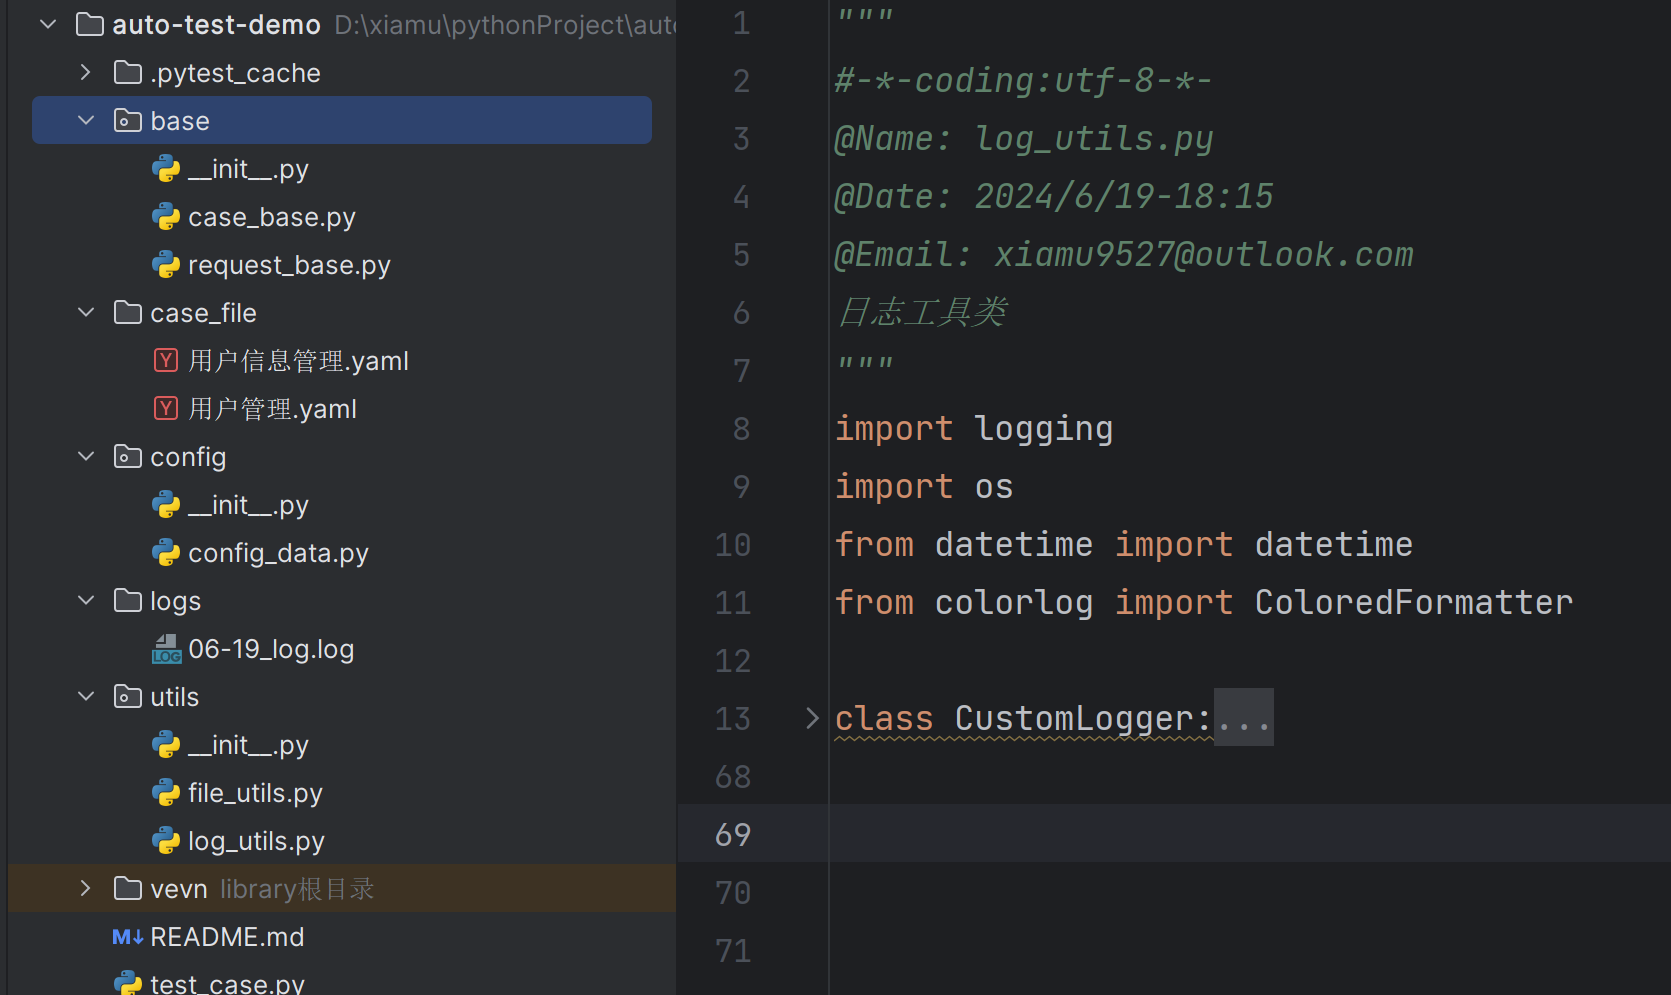 auto-test-demo D:\xiamu\pythonProject\aut
.pytest_cache
base
__init__.py
case_base.py
request_base.py
case_file
Y 用户信息管理.yaml
Y 用户管理.yaml
config
__init__.py
config_data.py
logs
LOG 06-19_log.log
utils
__init__.py
file_utils.py
log_utils.py
vevn library根目录
M↓ README.md
test_case.py
1 """
2 #-*-coding:utf-8-*-
3 @Name: log_utils.py
4 @Date: 2024/6/19-18:15
5 @Email: xiamu9527@outlook.com
6 日志工具类
7 """
8 import logging
9 import os
10 from datetime import datetime
11 from colorlog import ColoredFormatter
12
13 class CustomLogger:...
68
69
70
71